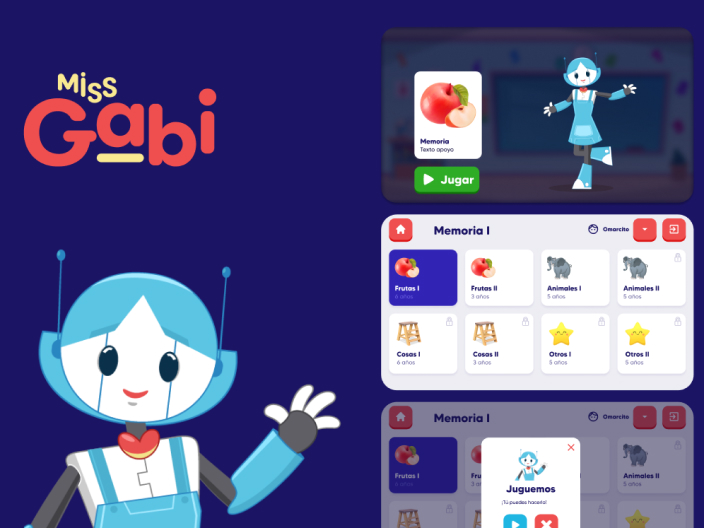 Miss
Gabi
Memoria
Texto apoyo
Jugar
Memoria I
Omarcito
Frutas I
6 años
Frutas II
3 años
Animales I
5 años
Animales II
5 años
Cosas I
6 años
Cosas II
3 años
Otros I
5 años
Otros II
5 años
Memoria I
Omarcito
Frutas I
Animales II
5 años
Juguemos
¡Tú puedes hacerlo!